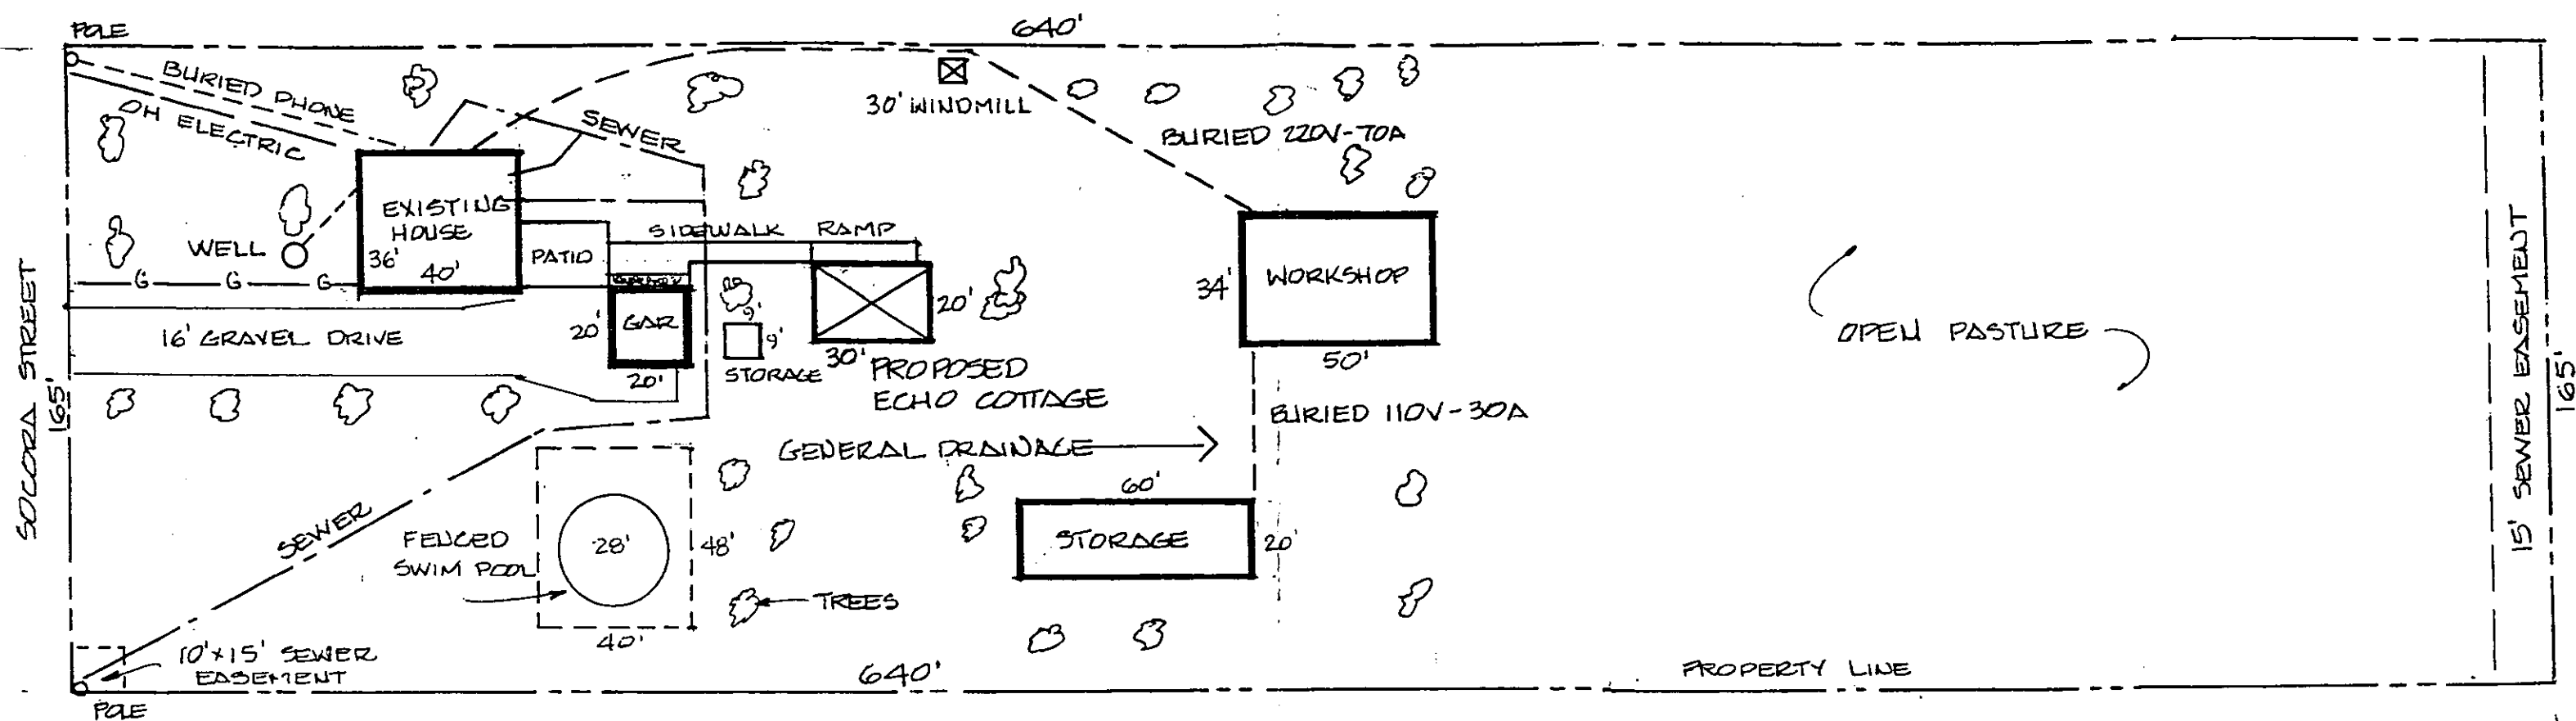 POLE
640'
BURIED PHONE
OH ELECTRIC
SEWER
30' WINDMILL
BURIED 220V-70A
EXISTING
HOUSE
36'
40'
WELL
PATIO
SIDEWALK
RAMP
G G G
16' GRAVEL DRIVE
20'
GAR
20'
9'
9'
STORAGE
20'
30'
PROPOSED
ECHO COTTAGE
34'
WORKSHOP
50'
OPEN PASTURE
BURIED 110V-30A
SOCORA STREET
165'
15' SEWER EASEMENT
165'
GENERAL DRAINAGE
60'
STORAGE
20'
SEWER
FENCED
SWIM POOL
28'
48'
40'
TREES
10'x15' SEWER
EASEMENT
640'
PROPERTY LINE
POLE